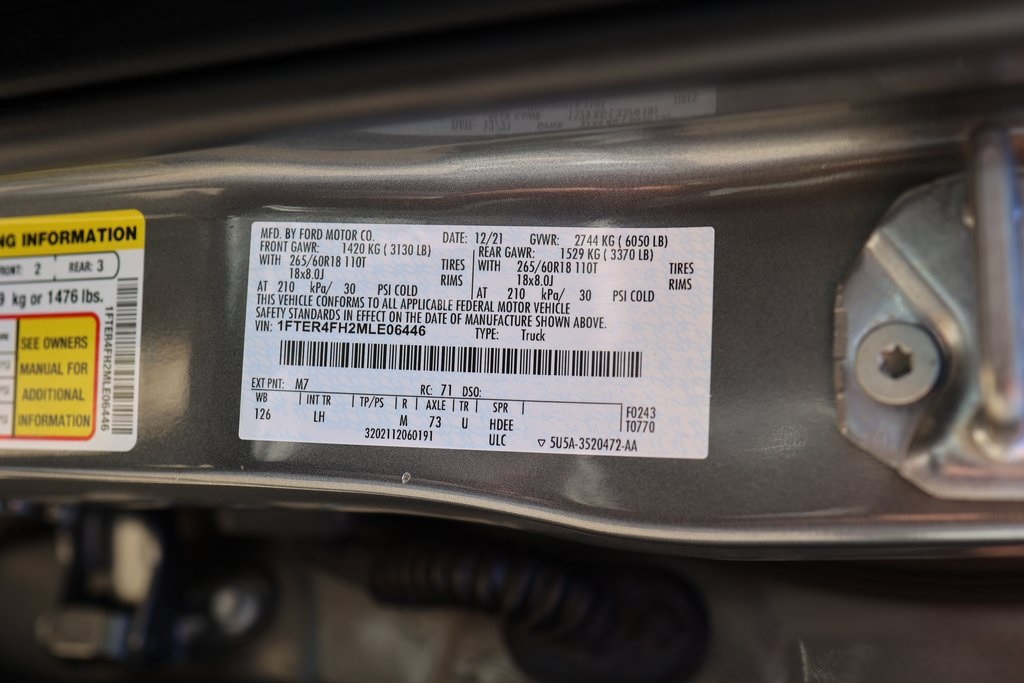 NG INFORMATION
FRONT: 2 REAR: 3
kg or 1476 lbs.
SEE OWNERS
MANUAL FOR
ADDITIONAL
INFORMATION
1FTER4FH2MLE06446
MFD. BY FORD MOTOR CO. DATE: 12/21 GVWR: 2744 KG ( 6050 LB)
FRONT GAWR: 1420 KG ( 3130 LB) REAR GAWR: 1529 KG ( 3370 LB)
WITH 265/60R18 110T TIRES WITH 265/60R18 110T TIRES
18x8.0J RIMS 18x8.0J RIMS
AT 210 kPa/ 30 PSI COLD AT 210 kPa/ 30 PSI COLD
THIS VEHICLE CONFORMS TO ALL APPLICABLE FEDERAL MOTOR VEHICLE
SAFETY STANDARDS IN EFFECT ON THE DATE OF MANUFACTURE SHOWN ABOVE.
VIN: 1FTER4FH2MLE06446 TYPE: Truck
EXT PNT: M7 RC: 71 DSO:
WB INT TR TP/PS R AXLE TR SPR F0243
126 LH M 73 U HDEE T0770
3202112060191 ULC ▽ 5U5A-3520472-AA